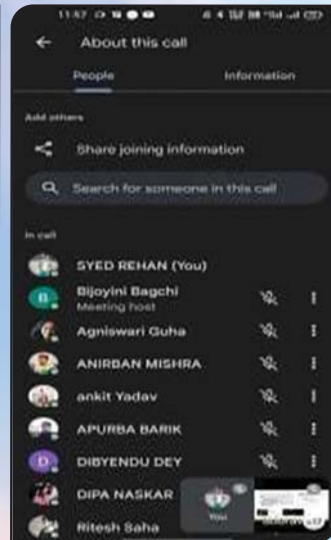 11:57
About this call
People Information
Add others
Share joining information
Search for someone in this call
In call
SYED REHAN (You)
B Bijoyini Bagchi
Meeting host
Agniswari Guha
ANIRBAN MISHRA
ankit Yadav
APURBA BARIK
D DIBYENDU DEY
DIPA NASKAR
You
Ritesh Saha